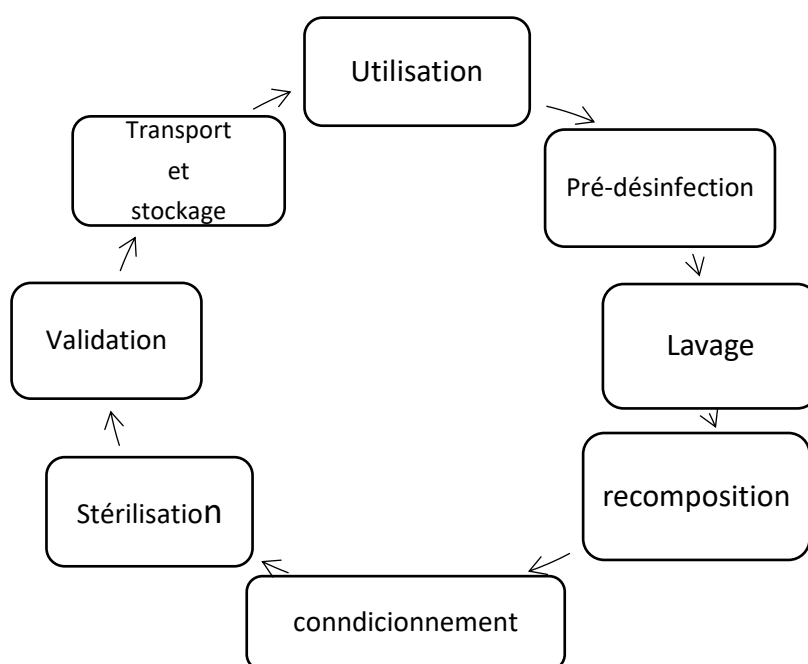 Utilisation
Transport
et
stockage
Pré-désinfection
Validation
Lavage
Stérilisation
recomposition
conndicionnement